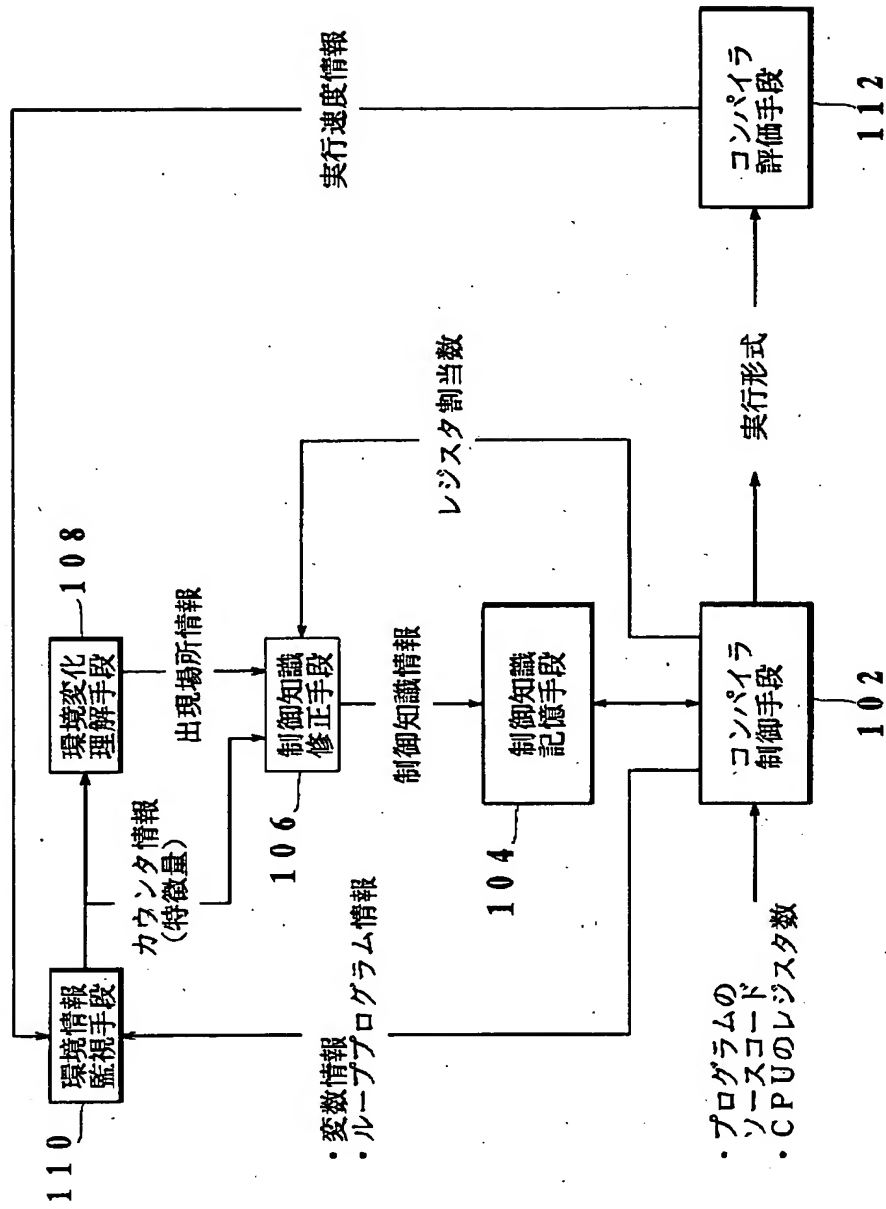 110
環境情報
監視手段
環境変化
理解手段
108
カウンタ情報
(特徴量)
出現場所情報
実行速度情報
制御知識
修正手段
106
レジスタ割当数
制御知識情報
制御知識
記憶手段
104
・変数情報
・ループプログラム情報
・プログラムの
ソースコード
・CPUのレジスタ数
コンパイラ
制御手段
102
実行形式
コンパイラ
評価手段
112